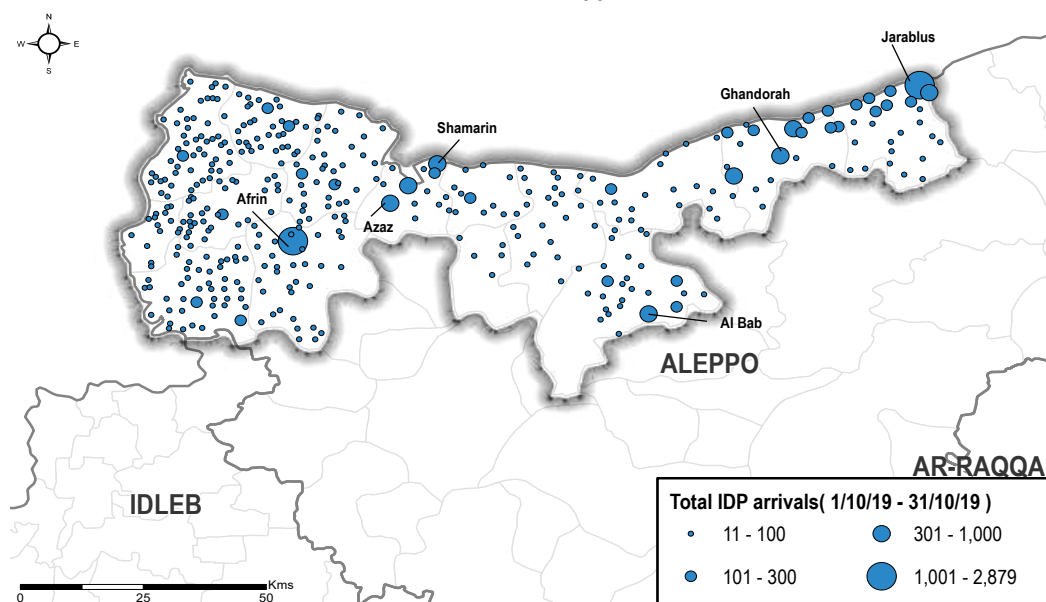 N
W E
S
Jarablus
Ghandorah
Shamarin
Afrin
Azaz
Al Bab
ALEPPO
AR-RAQQA
IDLEB
Total IDP arrivals( 1/10/19 - 31/10/19 )
11 - 100
301 - 1,000
101 - 300
1,001 - 2,879
Kms
0 25 50